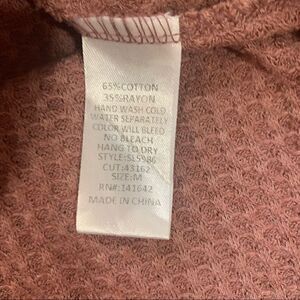 65%COTTON
35%RAYON
HAND WASH COLD
WATER SEPARATELY
COLOR WILL BLEED
NO BLEACH
HANG TO DRY
STYLE:SL5986
CUT:43162
SIZE:M
RN#:141642
MADE IN CHINA